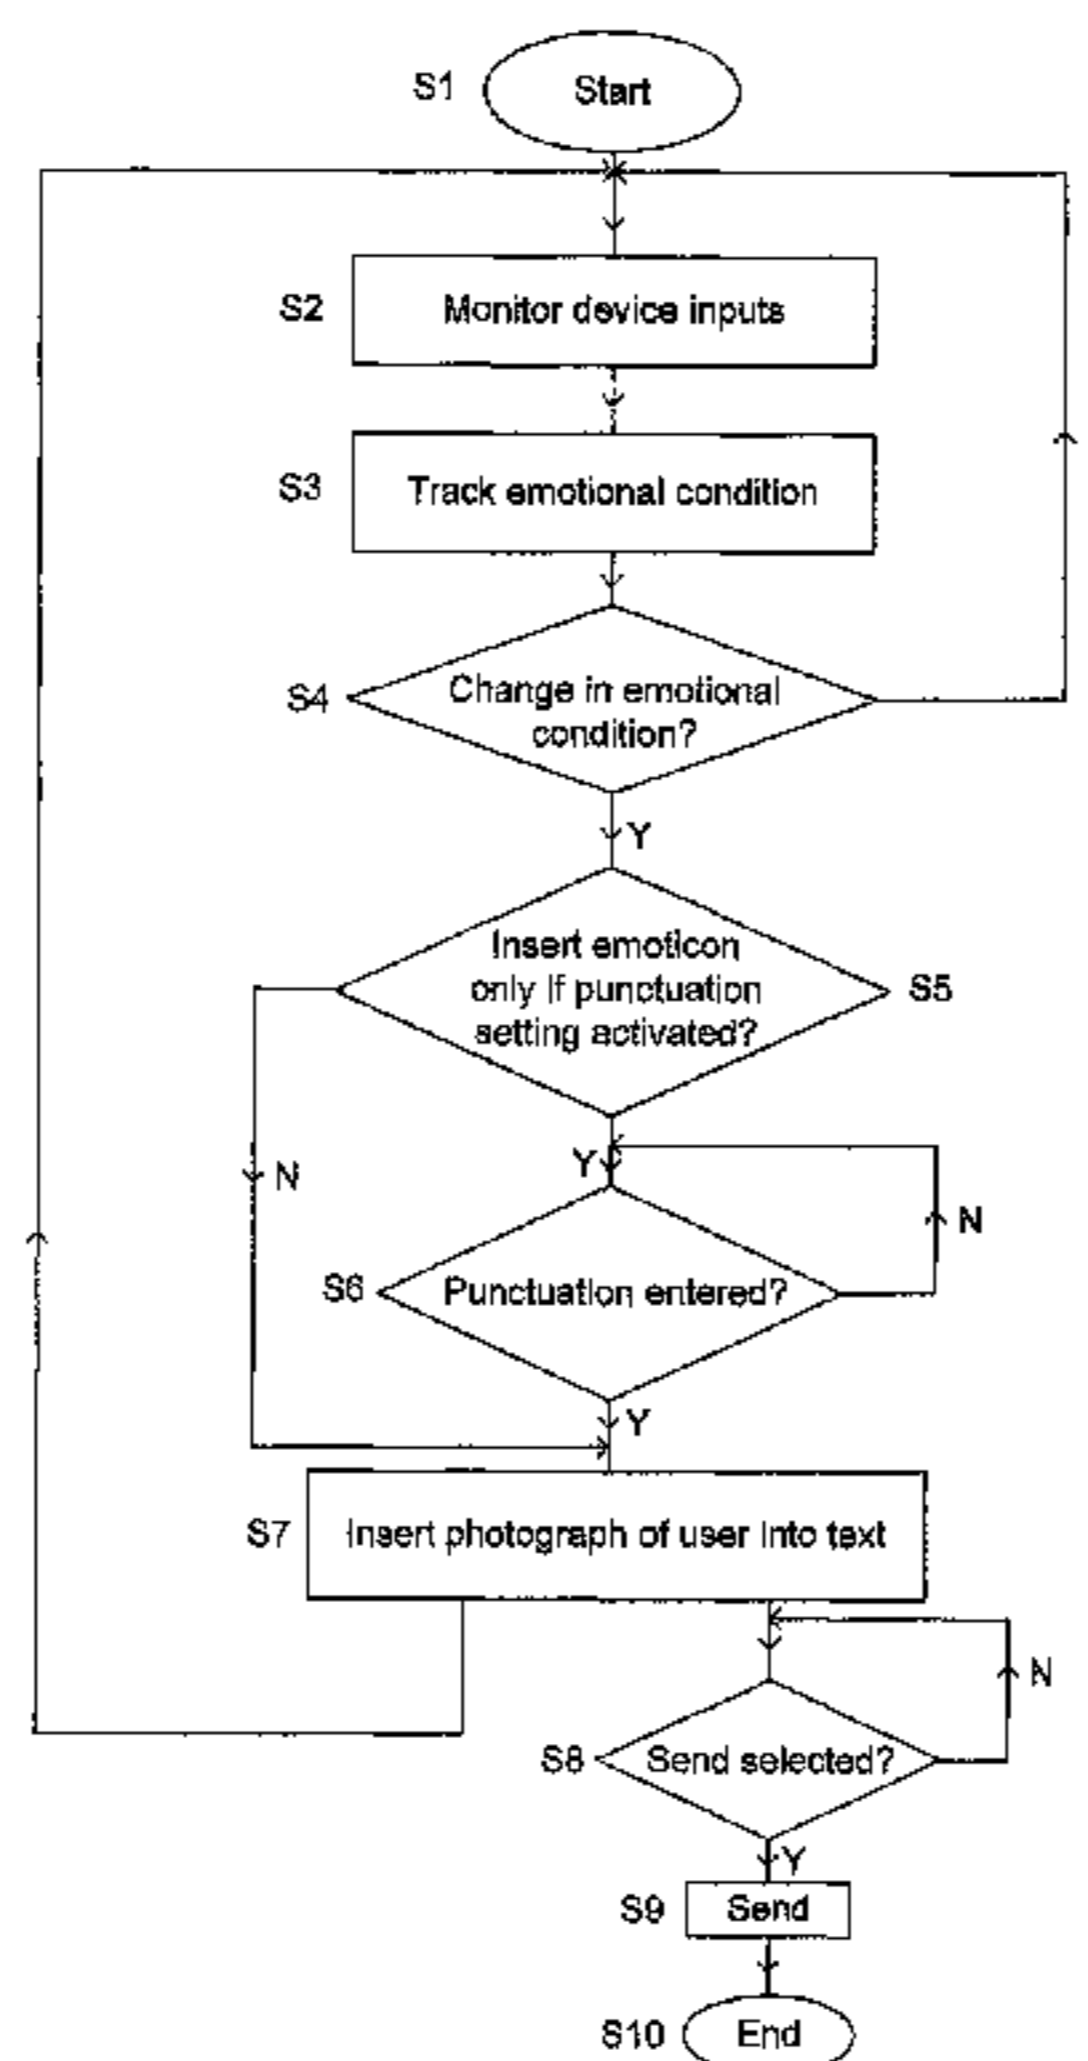 S1 Start
S2 Monitor device inputs
S3 Track emotional condition
S4 Change in emotional
condition?
Y
Insert emoticon
only if punctuation
setting activated?
S5
N
Y
N
S6 Punctuation entered?
Y
S7 Insert photograph of user into text
N
S8 Send selected?
Y
S9 Send
S10 End